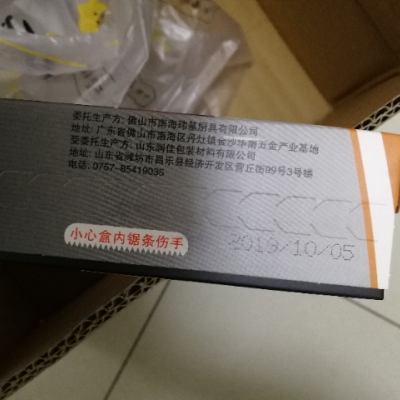 委托生产方: 佛山市南海玮基厨具有限公司
地址: 广东省佛山市南海区丹灶镇金沙华南五金产业基地
受委托生产方: 山东润佳包装材料有限公司
地址: 山东省潍坊市昌乐县经济开发区营丘街99号3号楼
电话: 0757-85419035
小心盒内锯条伤手
2019/10/05